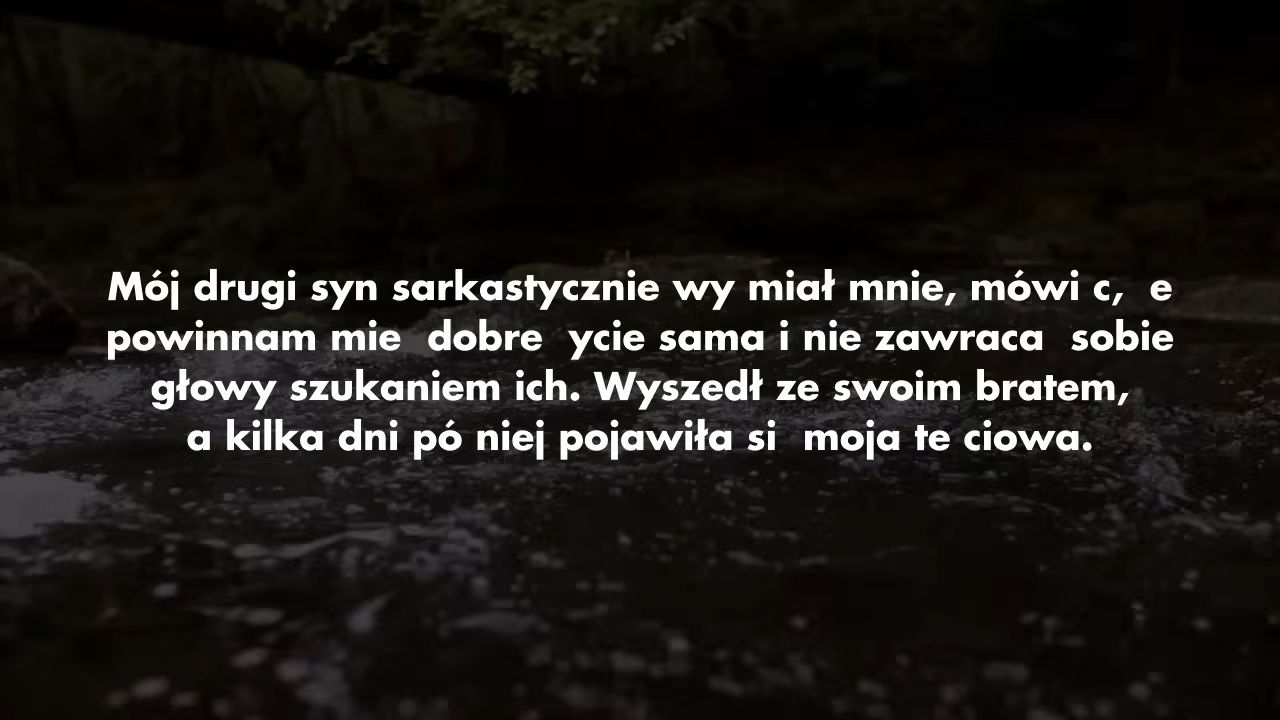 Mój drugi syn sarkastycznie wy miał mnie, mówi c,  e
powinnam mie  dobre  ycie sama i nie zawraca  sobie
głowy szukaniem ich. Wyszedł ze swoim bratem,
a kilka dni pó niej pojawiła si  moja te ciowa.